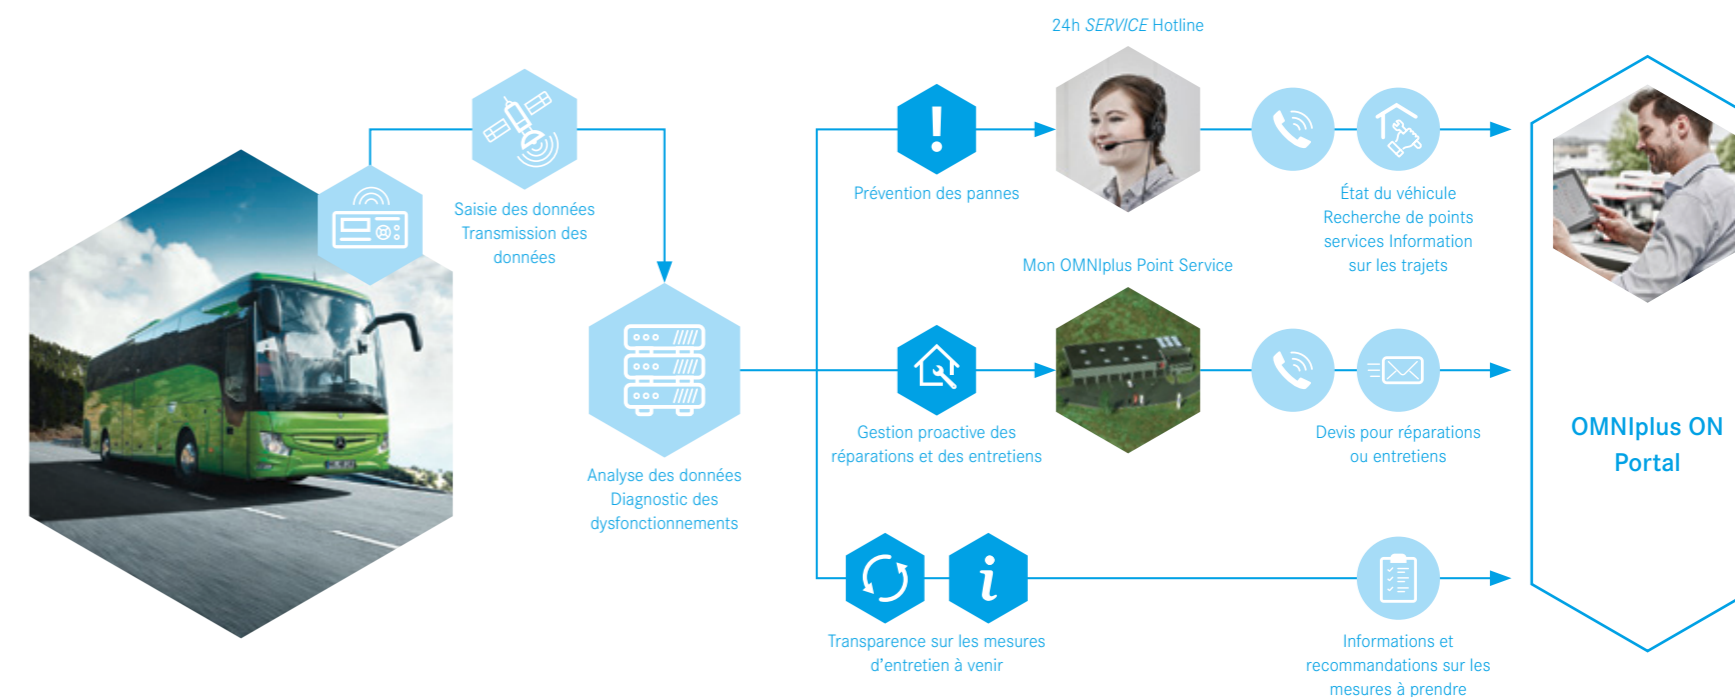 24h SERVICE Hotline
Saisie des données
Transmission des
données
Prévention des pannes
État du véhicule
Recherche de points
services Information
sur les trajets
Mon OMNIplus Point Service
Analyse des données
Diagnostic des
dysfonctionnements
Gestion proactive des
réparations et des entretiens
Devis pour réparations
ou entretiens
OMNIplus ON
Portal
Transparence sur les mesures
d'entretien à venir
Informations et
recommandations sur les
mesures à prendre